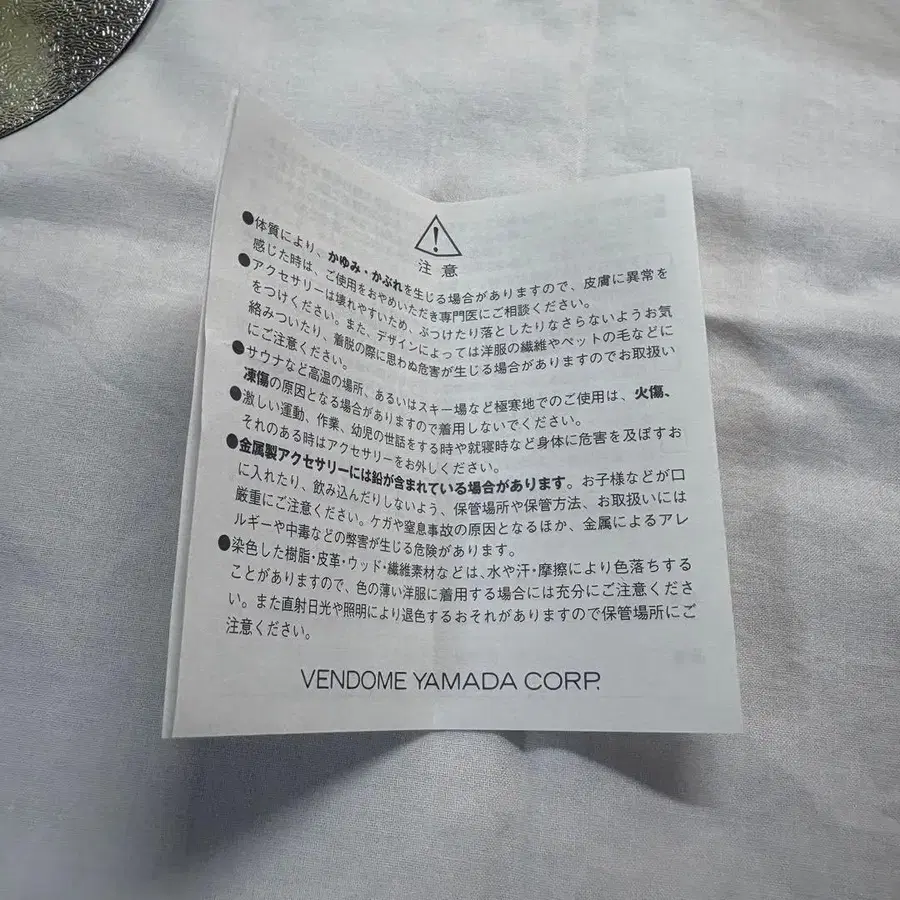 注意
●体質により、かゆみ・かぶれを生じる場合がありますので、皮膚に異常を
感じた時は、ご使用をおやめいただき専門医にご相談ください。
●アクセサリーは壊れやすいため、ぶつけたり落としたりなさらないようお気
をつけください。また、デザインによっては洋服の繊維やペットの毛などに
絡みついたり、着脱の際に思わぬ危害が生じる場合がありますのでお取扱い
にご注意ください。
●サウナなど高温の場所、あるいはスキー場など極寒地でのご使用は、火傷、
凍傷の原因となる場合がありますので着用しないでください。
●激しい運動、作業、幼児の世話をする時や就寝時など身体に危害を及ぼすお
それのある時はアクセサリーをお外しください。
●金属製アクセサリーには鉛が含まれている場合があります。お子様などが口
に入れたり、飲み込んだりしないよう、保管場所や保管方法、お取扱いには
厳重にご注意ください。ケガや窒息事故の原因となるほか、金属によるアレ
ルギーや中毒などの弊害が生じる危険があります。
●染色した樹脂・皮革・ウッド・繊維素材などは、水や汗・摩擦により色落ちする
ことがありますので、色の薄い洋服に着用する場合には充分にご注意くださ
い。また直射日光や照明により退色するおそれがありますので保管場所にご
注意ください。
VENDOME YAMADA CORP.